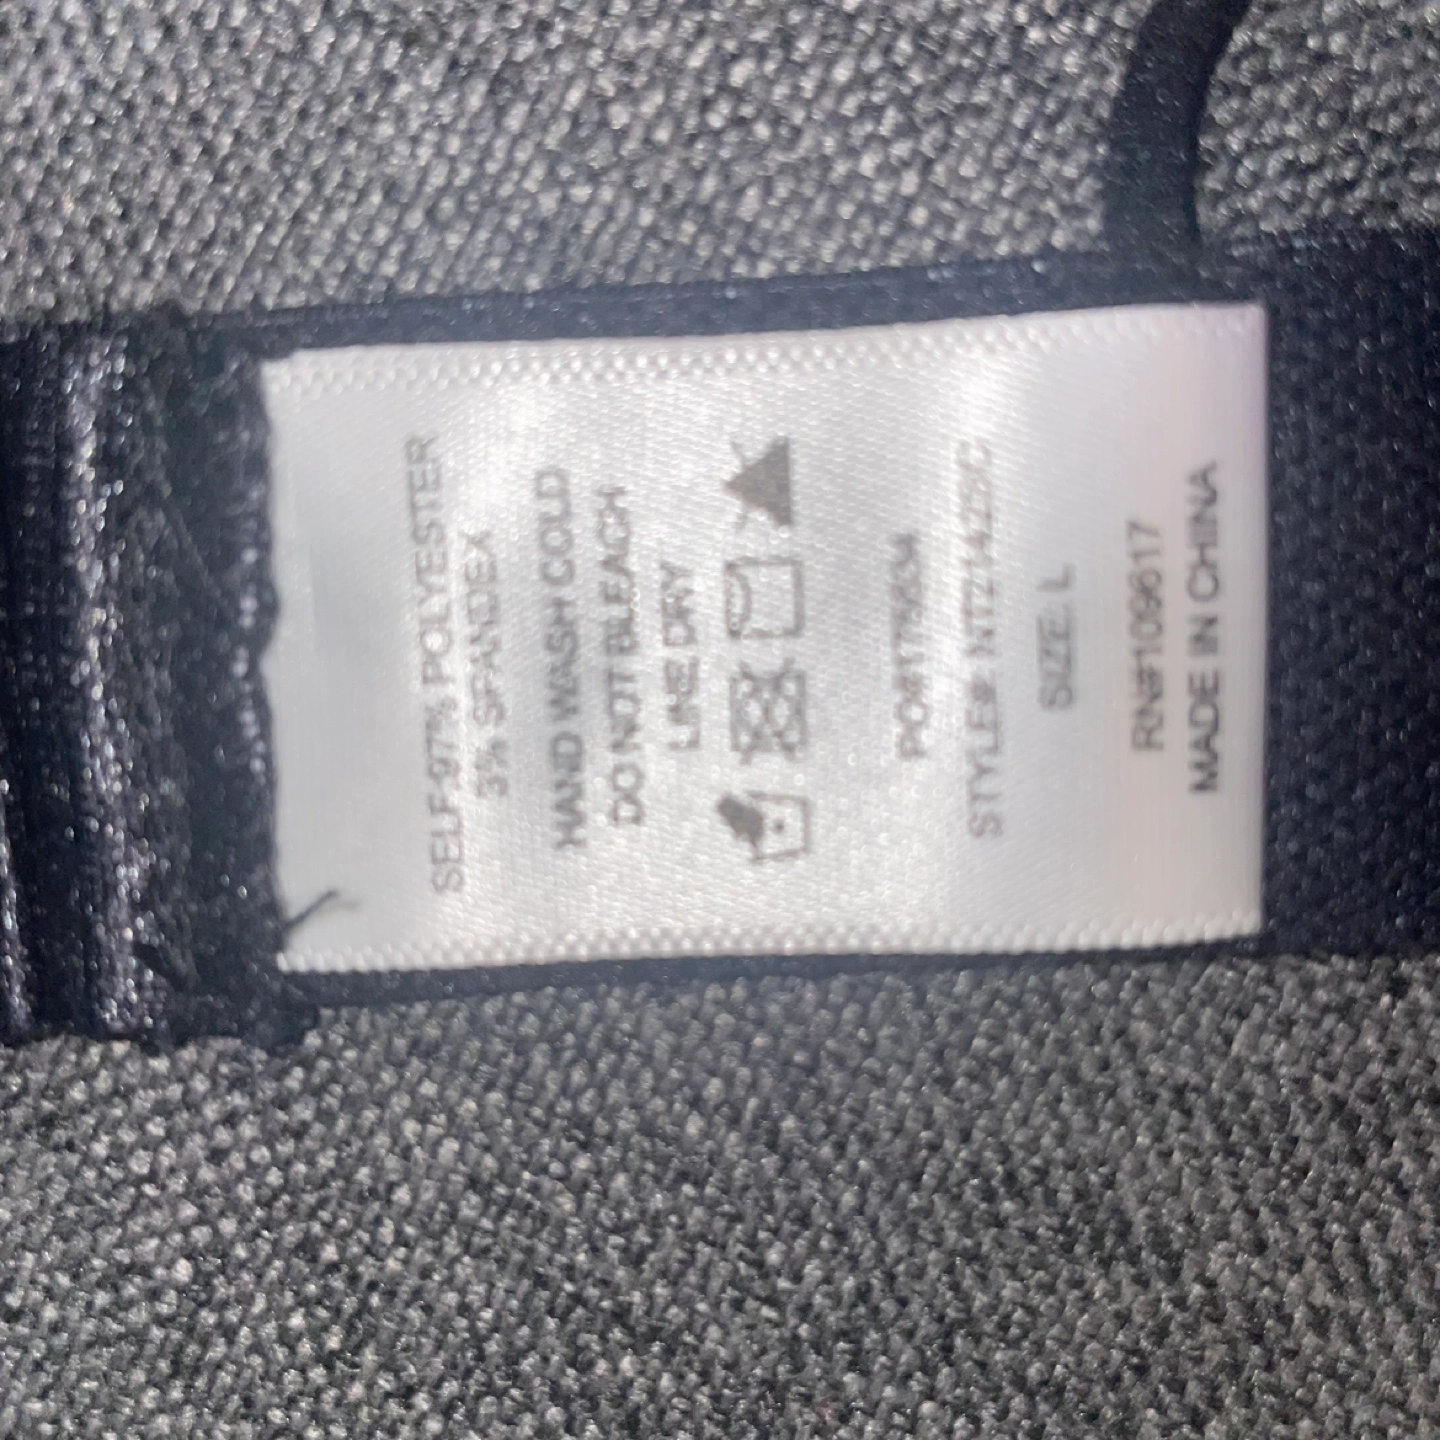 SELF-97% POLYESTER
3% SPANDEX
HAND WASH COLD
DO NOT BLEACH
LINE DRY
STYLE#
SIZE: L
RN#109617
MADE IN CHINA